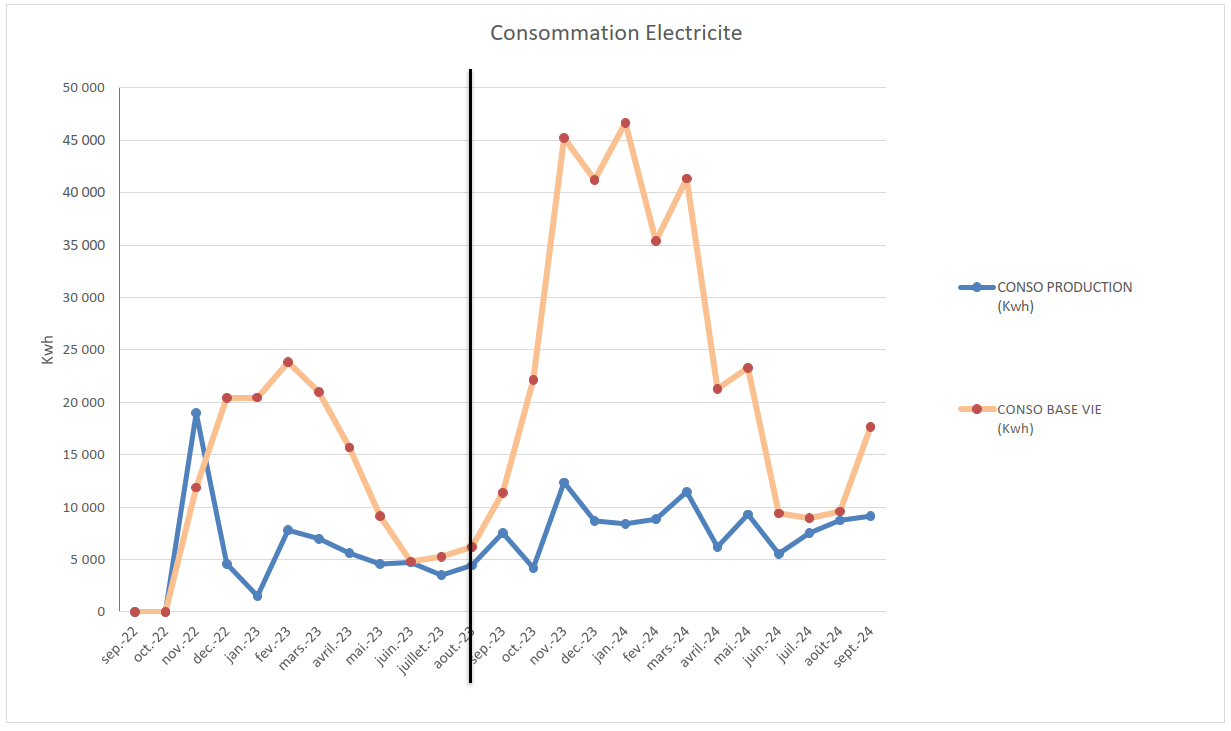 Consommation Electricite
50 000
45 000
40 000
35 000
30 000
25 000
20 000
15 000
10 000
5 000
0
Kwh
sep.-22
oct.-22
nov.-22
dec.-22
jan.-23
fev.-23
mars.-23
avril.-23
mai.-23
juin.-23
juillet.-23
aout.-23
sep.-23
oct.-23
nov.-23
dec.-23
jan.-24
fev.-24
mars.-24
avril.-24
mai.-24
juin.-24
juil.-24
août-24
sept.-24
CONSO PRODUCTION
(Kwh)
CONSO BASE VIE
(Kwh)